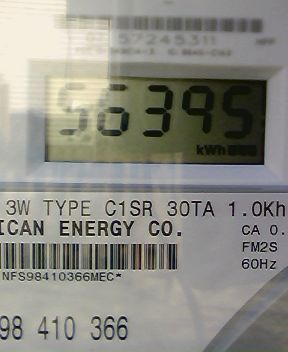 57245311
56395
kWh
3W TYPE C1SR 30TA 1.0Kh
ICAN ENERGY CO.
CA 0.
FM2S
60Hz
NFS98410366MEC*
98 410 366